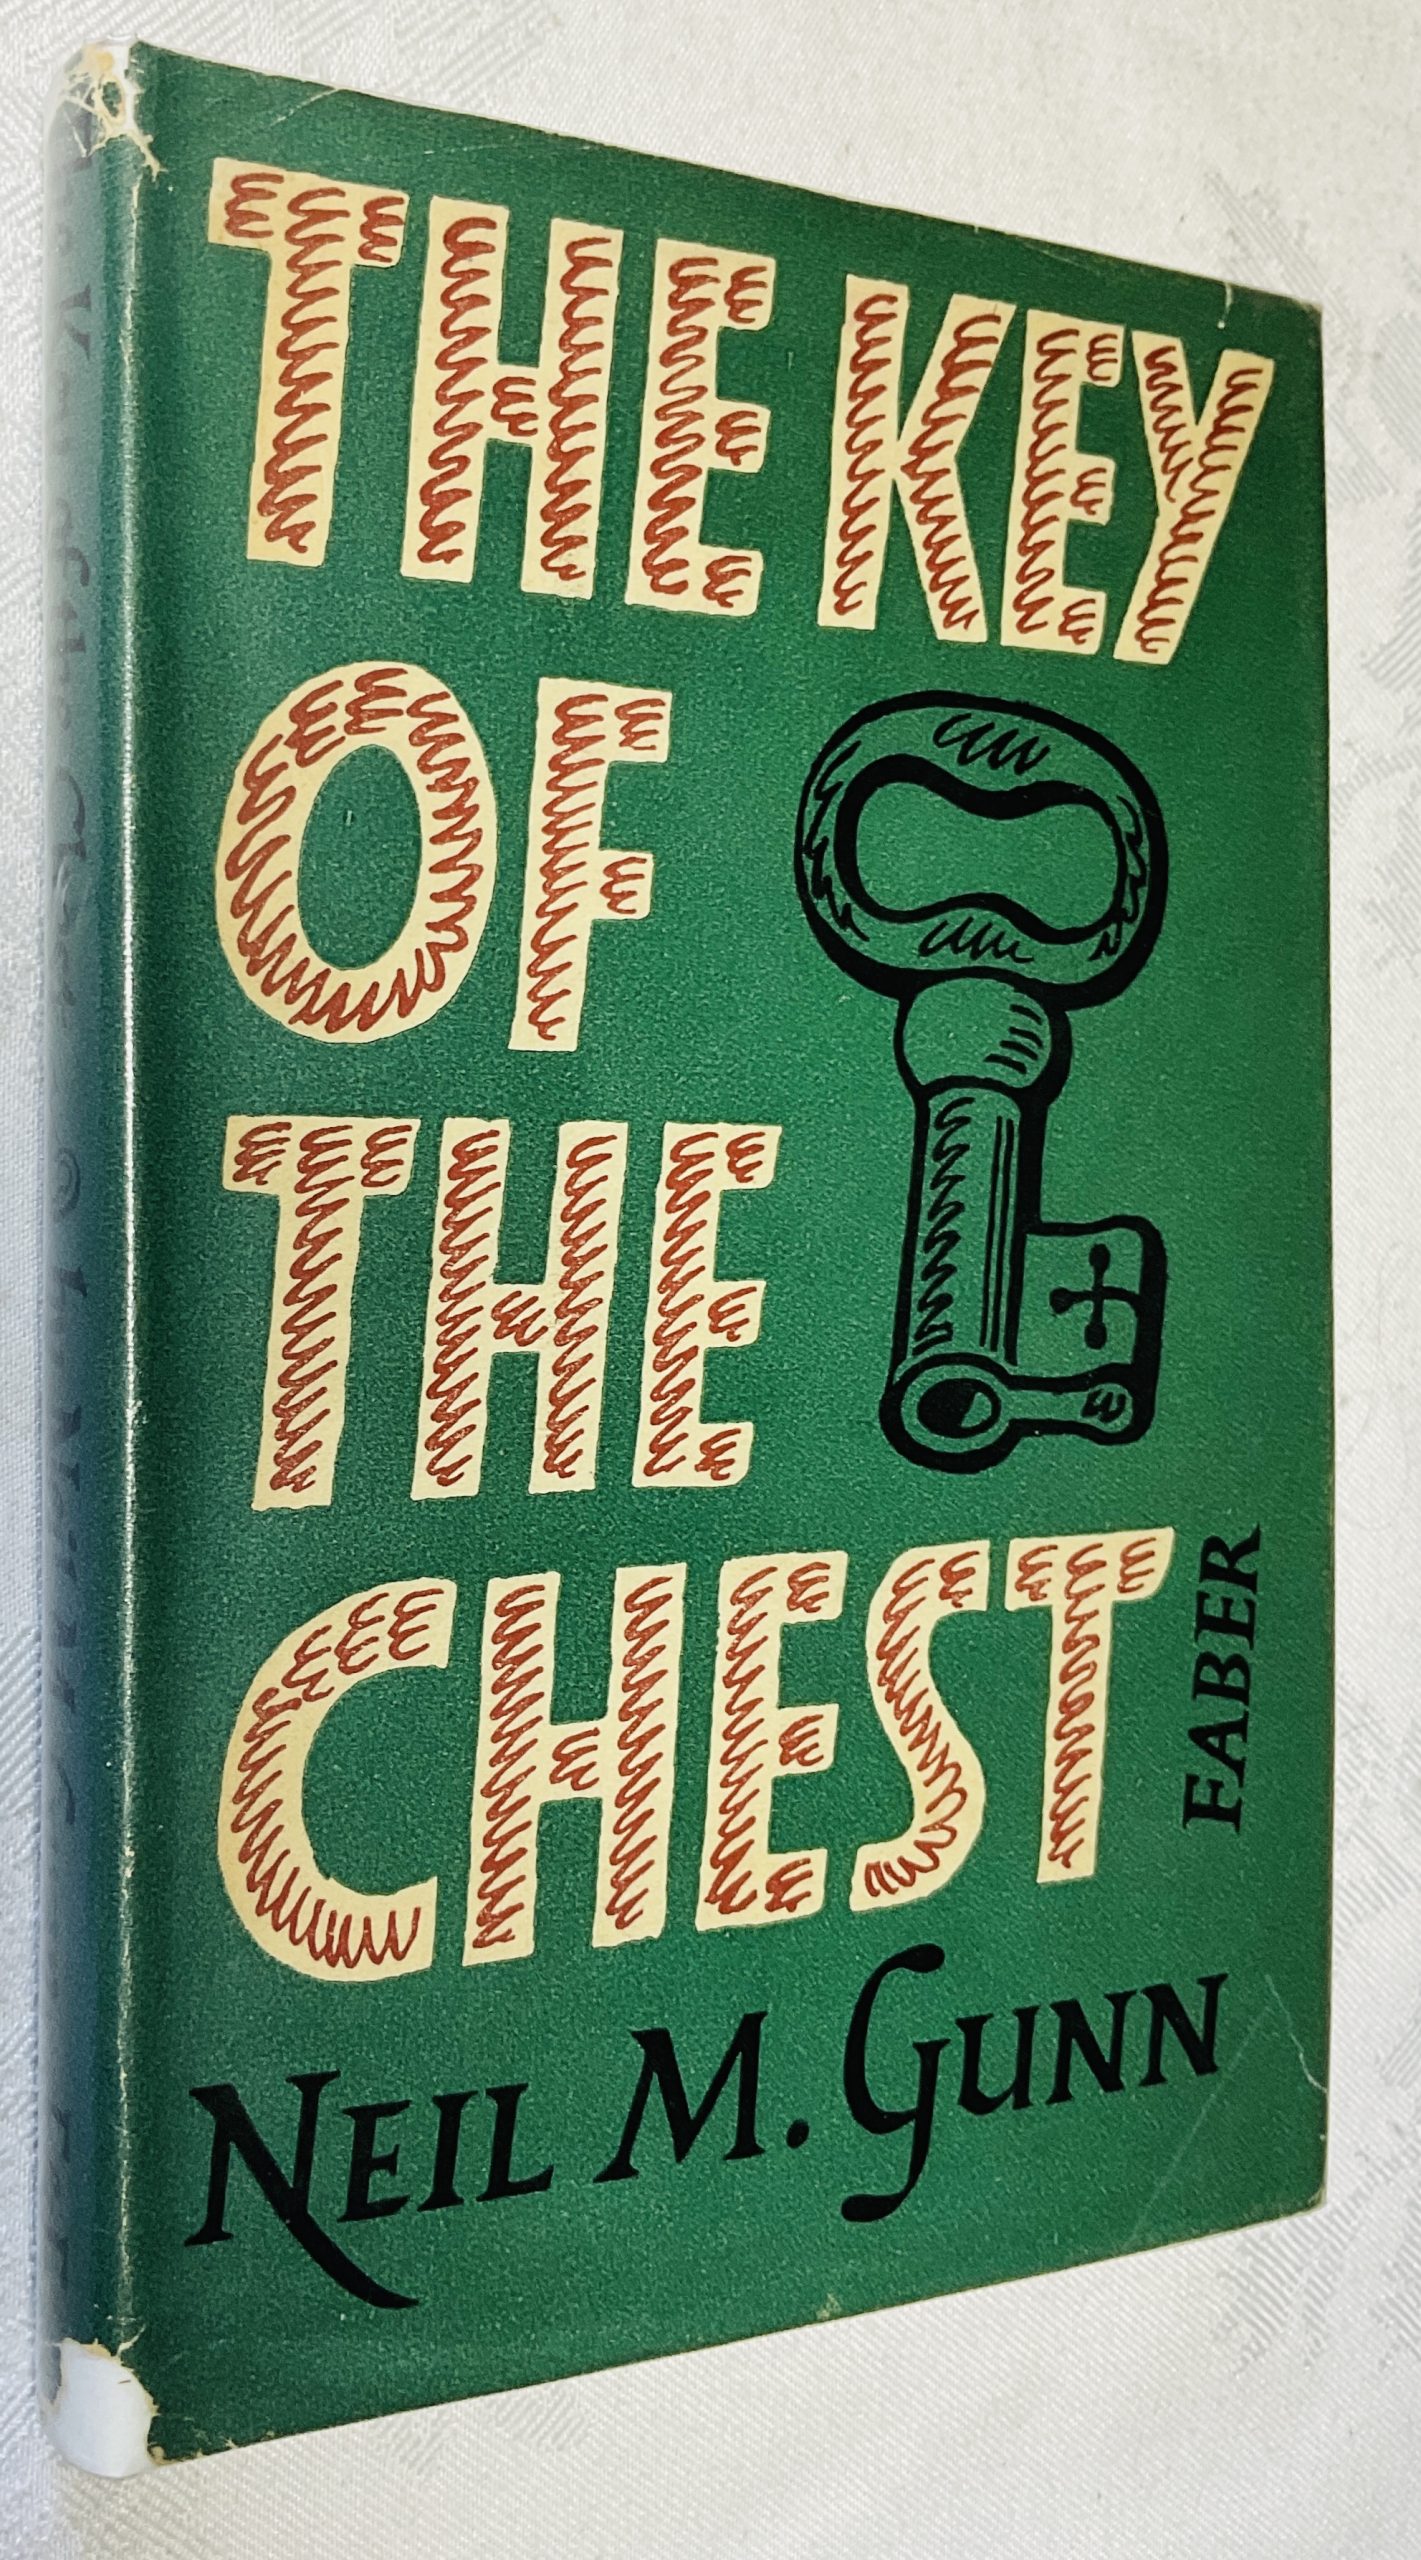 THE KEY
OF
THE
CHEST
FABER
NEIL M. GUNN